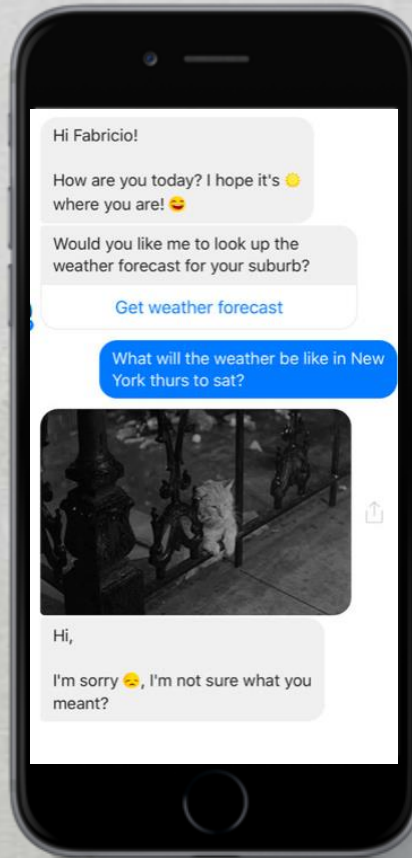 Hi Fabricio!
How are you today? I hope it's ☀️
where you are! 😄
Would you like me to look up the
weather forecast for your suburb?
Get weather forecast
What will the weather be like in New
York thurs to sat?
Hi,
I'm sorry 😞, I'm not sure what you
meant?